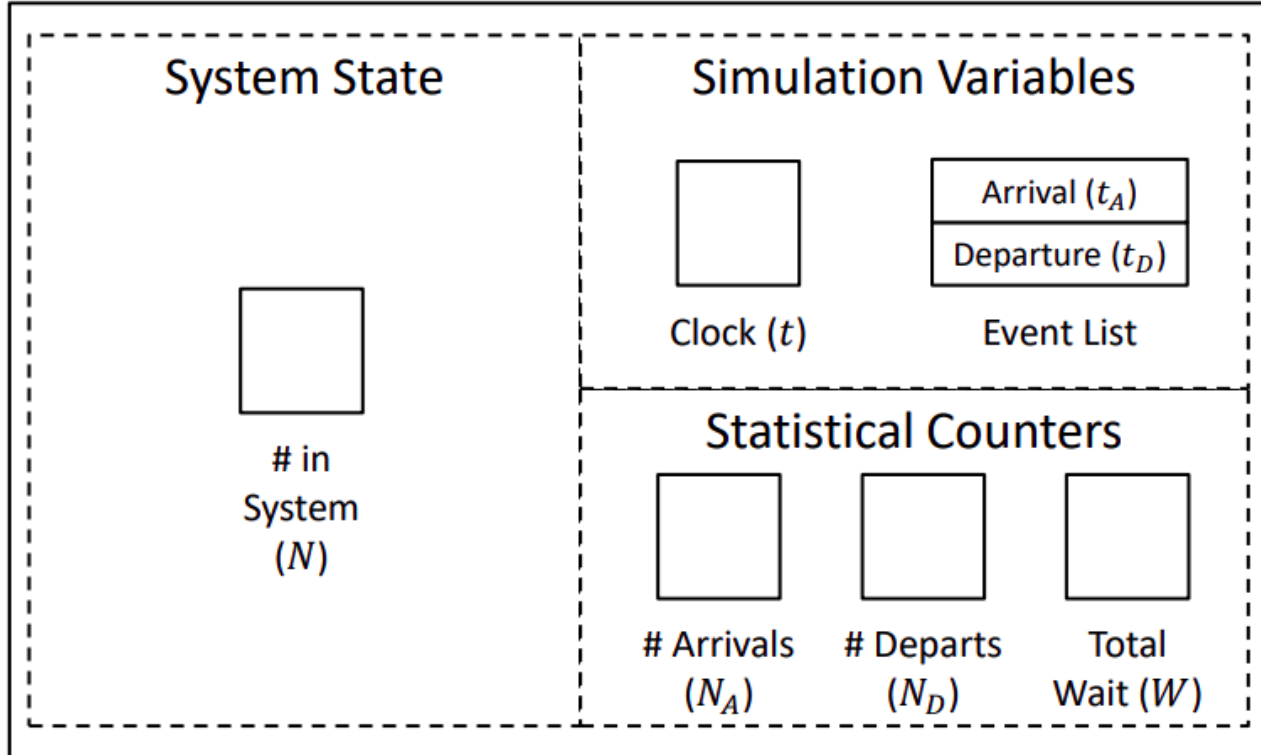 System State
# in
System
(N)
Simulation Variables
Arrival (t_A)
Departure (t_D)
Clock (t)
Event List
Statistical Counters
# Arrivals
(N_A)
# Departs
(N_D)
Total
Wait (W)